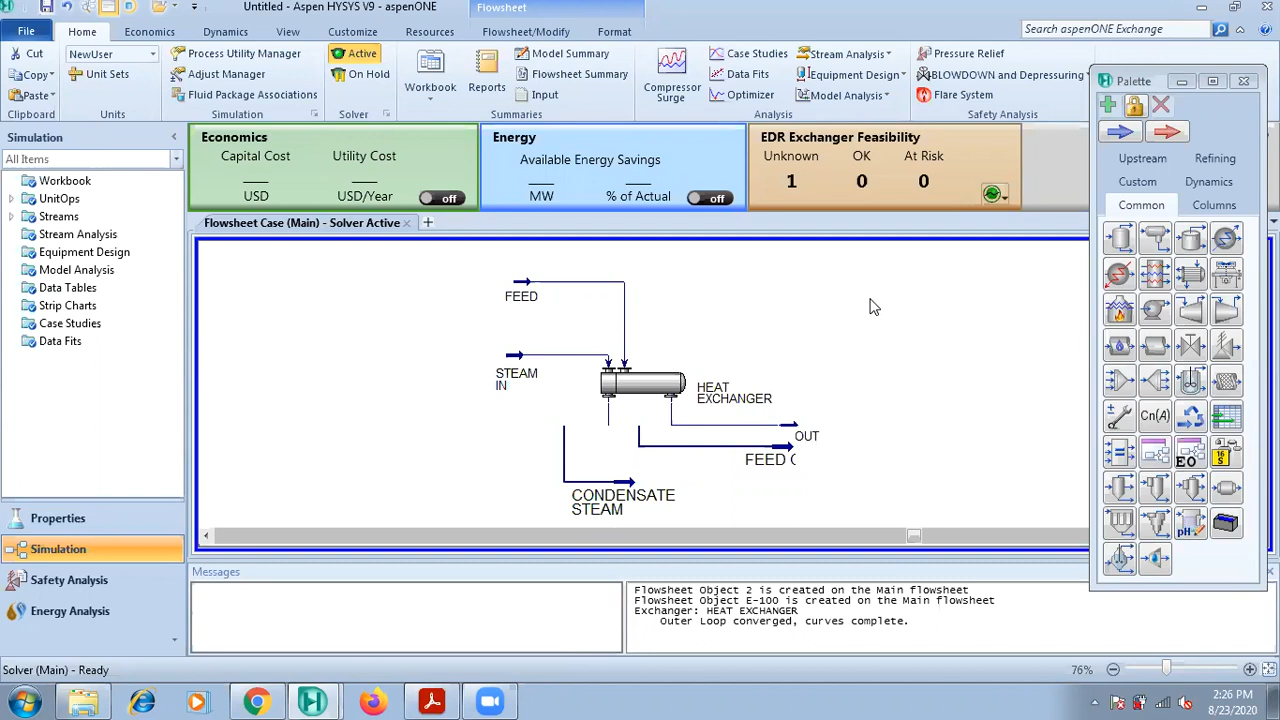 Untitled - Aspen HYSYS V9 - aspenONE
Flowsheet
File
Home
Economics
Dynamics
View
Customize
Resources
Flowsheet/Modify
Format
Search aspenONE Exchange
Cut
Copy
Paste
Clipboard
NewUser
Unit Sets
Units
Process Utility Manager
Adjust Manager
Fluid Package Associations
Simulation
Active
On Hold
Solver
Workbook
Reports
Model Summary
Flowsheet Summary
Input
Summaries
Compressor
Surge
Case Studies
Data Fits
Optimizer
Stream Analysis
Equipment Design
Model Analysis
Analysis
Pressure Relief
BLOWDOWN and Depressuring
Flare System
Safety Analysis
Simulation
All Items
Workbook
UnitOps
Streams
Stream Analysis
Equipment Design
Model Analysis
Data Tables
Strip Charts
Case Studies
Data Fits
Properties
Simulation
Safety Analysis
Energy Analysis
Economics
Capital Cost
Utility Cost
USD
USD/Year
off
Energy
Available Energy Savings
MW
% of Actual
off
EDR Exchanger Feasibility
Unknown
OK
At Risk
1
0
0
Flowsheet Case (Main) - Solver Active
FEED
STEAM
IN
HEAT
EXCHANGER
OUT
FEED
CONDENSATE
STEAM
Palette
Upstream
Refining
Custom
Dynamics
Common
Columns
Cn(A)
EO
16
S
pH
Messages
Flowsheet Object 2 is created on the Main flowsheet
Flowsheet Object E-100 is created on the Main flowsheet
Exchanger: HEAT EXCHANGER
Outer Loop converged, curves complete.
Solver (Main) - Ready
76%
2:26 PM
8/23/2020